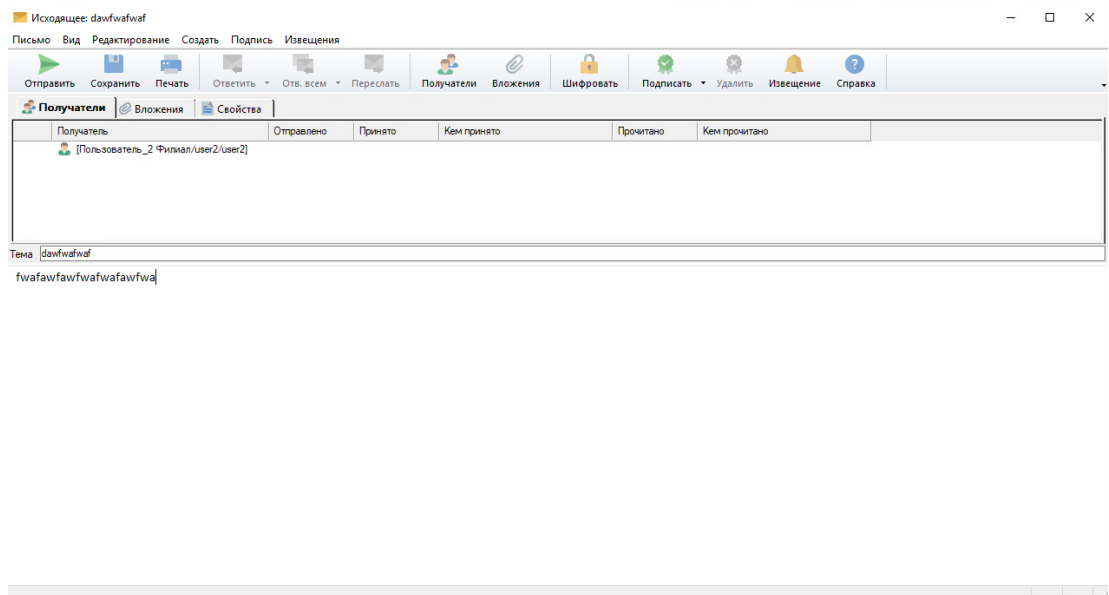 Исходящее: dawfwafwaf
Письмо Вид Редактирование Создать Подпись Извещения
Отправить Сохранить Печать Ответить Отв. всем Переслать Получатели Вложения Шифровать Подписать Удалить Извещение Справка
Получатели Вложения Свойства
Получатель Отправлено Принято Кем принято Прочитано Кем прочитано
[Пользователь_2 Филиал/user2/user2]
Тема dawfwafwaf
fwafawfawfwafwafawfwa